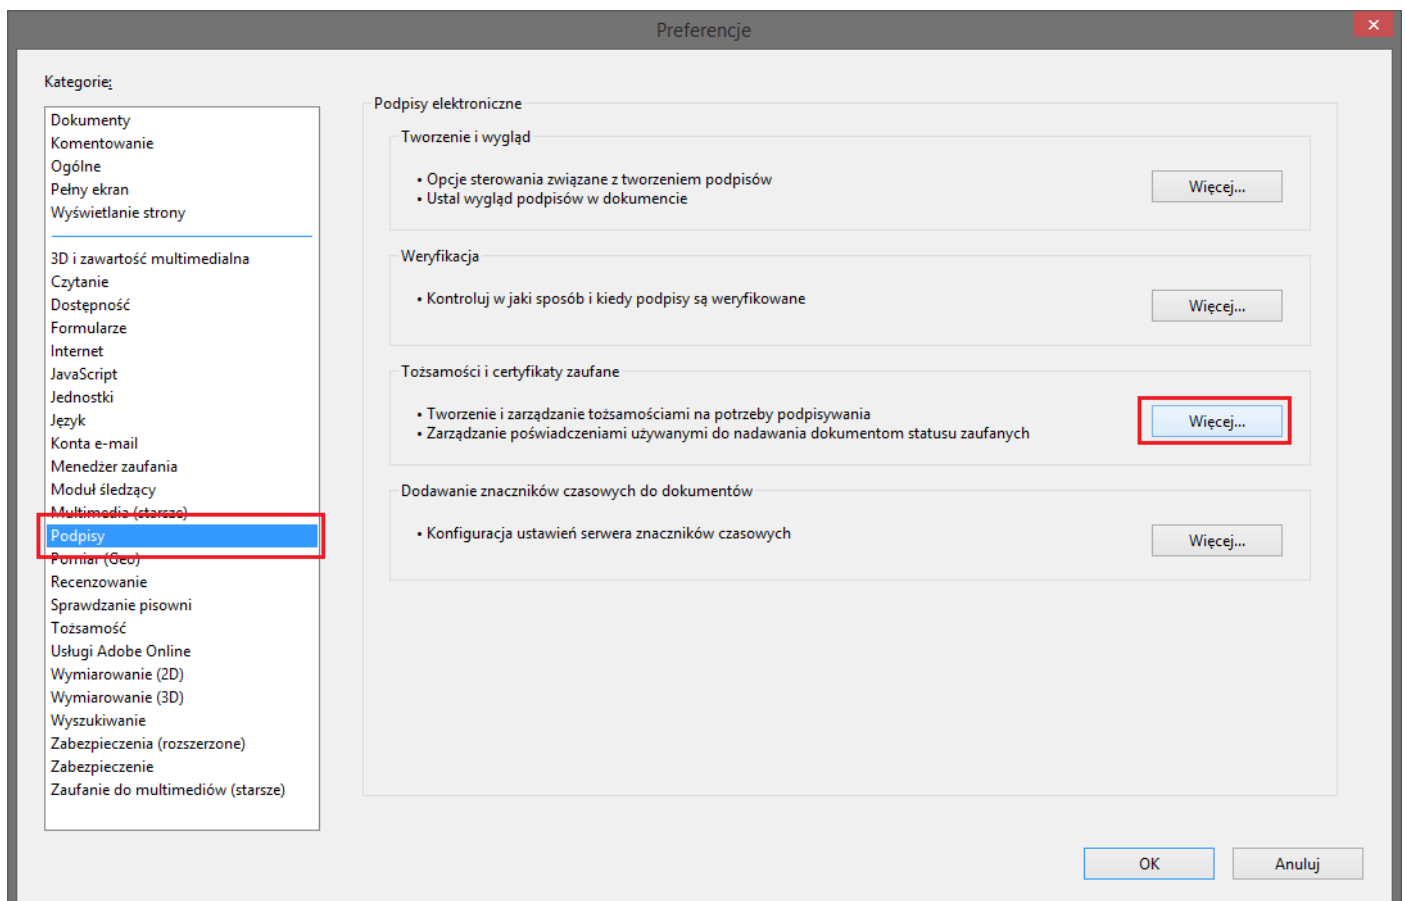 Preferencje
Kategorie:
Dokumenty
Komentowanie
Ogólne
Pełny ekran
Wyświetlanie strony
3D i zawartość multimedialna
Czytanie
Dostępność
Formularze
Internet
JavaScript
Jednostki
Język
Konta e-mail
Menedżer zaufania
Moduł śledzący
Multimedia (starsze)
Podpisy
Pomiar (Geo)
Recenzowanie
Sprawdzanie pisowni
Tożsamość
Usługi Adobe Online
Wymiarowanie (2D)
Wymiarowanie (3D)
Wyszukiwanie
Zabezpieczenia (rozszerzone)
Zabezpieczenie
Zaufanie do multimediów (starsze)
Podpisy elektroniczne
Tworzenie i wygląd
• Opcje sterowania związane z tworzeniem podpisów
• Ustal wygląd podpisów w dokumencie
Więcej...
Weryfikacja
• Kontroluj w jaki sposób i kiedy podpisy są weryfikowane
Więcej...
Tożsamości i certyfikaty zaufane
• Tworzenie i zarządzanie tożsamościami na potrzeby podpisywania
• Zarządzanie poświadczeniami używanymi do nadawania dokumentom statusu zaufanych
Więcej...
Dodawanie znaczników czasowych do dokumentów
• Konfiguracja ustawień serwera znaczników czasowych
Więcej...
OK
Anuluj